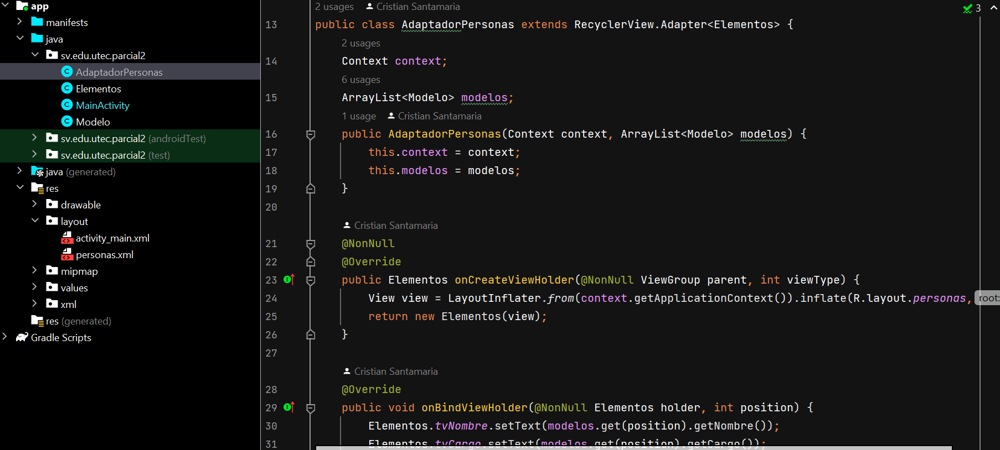 app
manifests
java
sv.edu.utec.parcial2
AdaptadorPersonas
Elementos
MainActivity
Modelo
sv.edu.utec.parcial2 (androidTest)
sv.edu.utec.parcial2 (test)
java (generated)
res
drawable
layout
activity_main.xml
personas.xml
mipmap
values
xml
res (generated)
Gradle Scripts
2 usages Cristian Santamaria
3
13 public class AdaptadorPersonas extends RecyclerView.Adapter<Elementos> {
2 usages
14 Context context;
6 usages
15 ArrayList<Modelo> modelos;
1 usage Cristian Santamaria
16 public AdaptadorPersonas(Context context, ArrayList<Modelo> modelos) {
17 this.context = context;
18 this.modelos = modelos;
19 }
20
Cristian Santamaria
21 @NonNull
22 @Override
23 public Elementos onCreateViewHolder(@NonNull ViewGroup parent, int viewType) {
24 View view = LayoutInflater.from(context.getApplicationContext()).inflate(R.layout.personas, root:
25 return new Elementos(view);
26 }
27
Cristian Santamaria
28 @Override
29 public void onBindViewHolder(@NonNull Elementos holder, int position) {
30 Elementos.tvNombre.setText(modelos.get(position).getNombre());
31 Elementos.tvCargo.setText(modelos.get(position).getCargo());